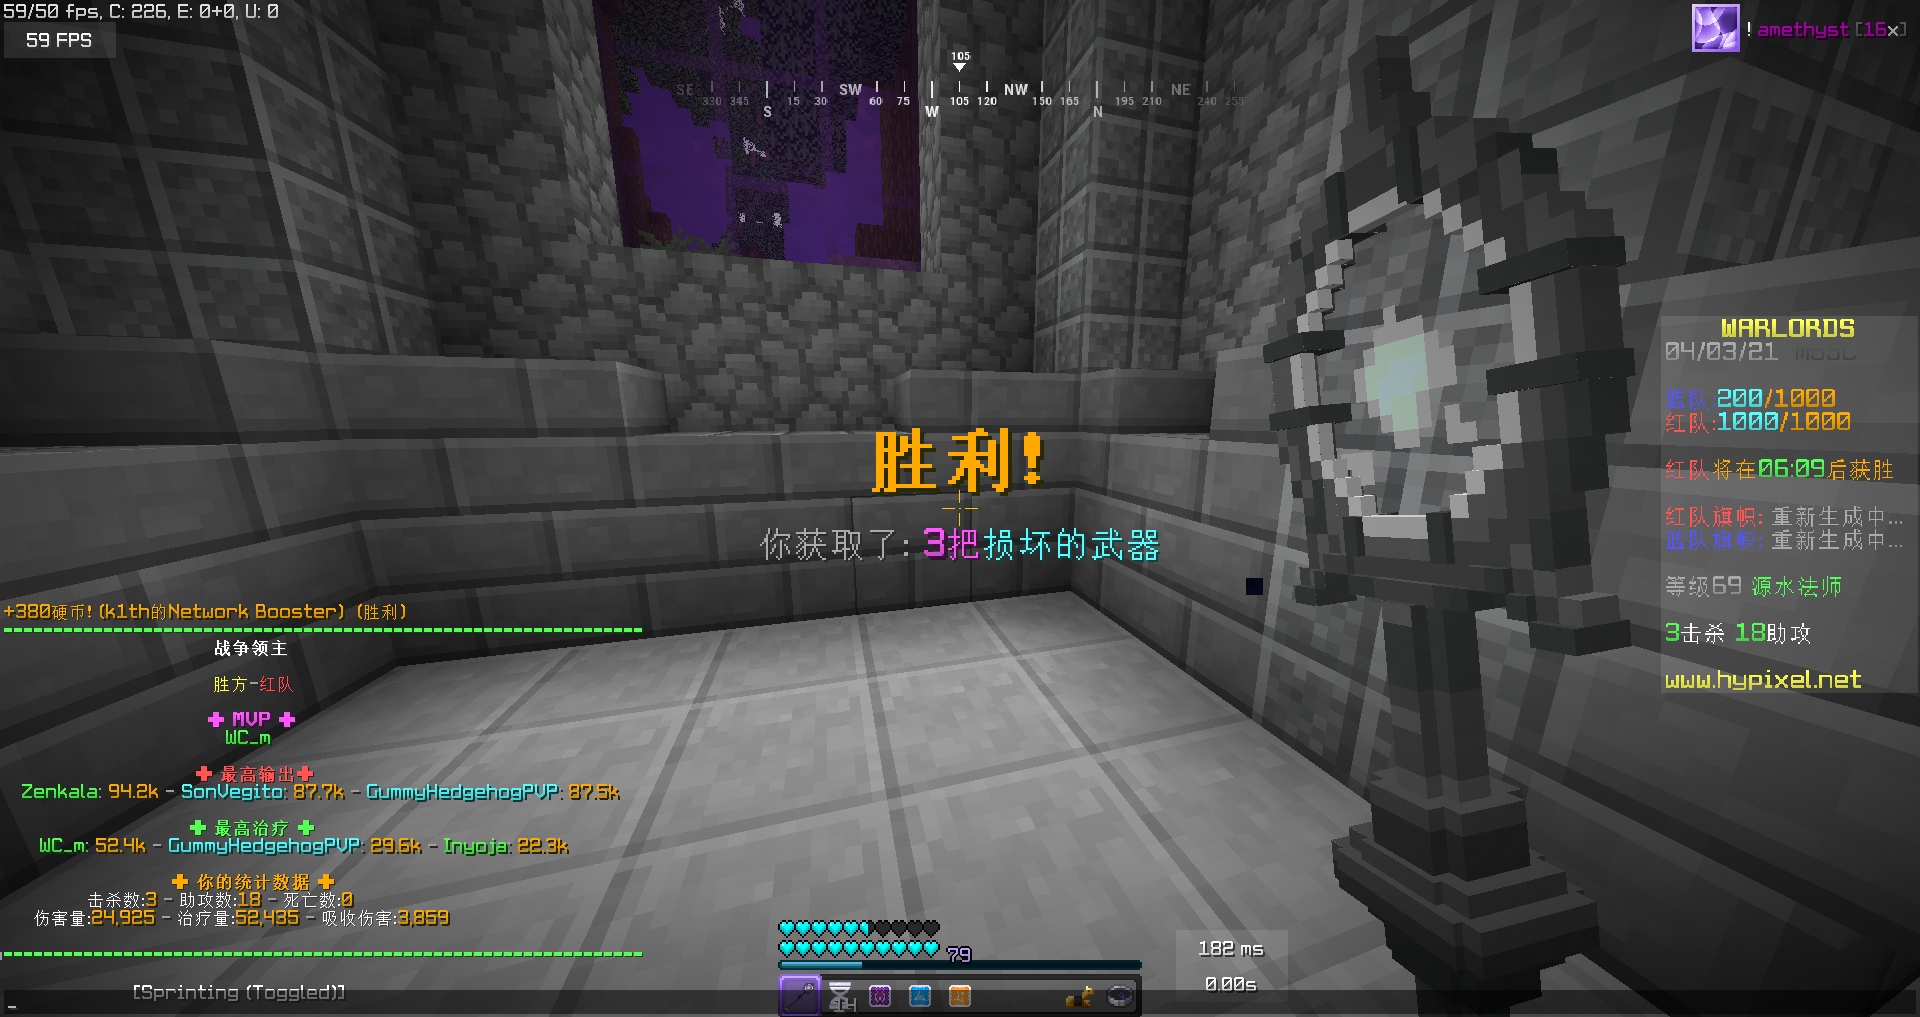 59/50 fps, C: 226, E: 0+0, U: 0
59 FPS
! amethyst [16x]
105
SE 330 345 S 15 30 SW 60 75 W 105 120 NW 150 165 N 195 210 NE 240 255
WARLORDS
04/03/21
蓝队:200/1000
红队:1000/1000
红队将在06:09后获胜
红队旗帜: 重新生成中...
蓝队旗帜: 重新生成中...
等级69 源水法师
3击杀 18助攻
www.hypixel.net
胜利!
你获取了: 3把损坏的武器
+380硬币! (k1th的Network Booster) (胜利)
战争领主
胜方-红队
✚ MVP ✚
WC_m
✚ 最高输出✚
Zenkala: 94.2k - SonVegito: 87.7k - GummyHedgehogPVP: 87.5k
✚ 最高治疗 ✚
WC_m: 52.4k - GummyHedgehogPVP: 29.6k - Inyoja: 22.3k
✚ 你的统计数据 ✚
击杀数:3 - 助攻数:18 - 死亡数:0
伤害量:24,925 - 治疗量:52,435 - 吸收伤害:3,859
[Sprinting (Toggled)]
79
182 ms
0.00s